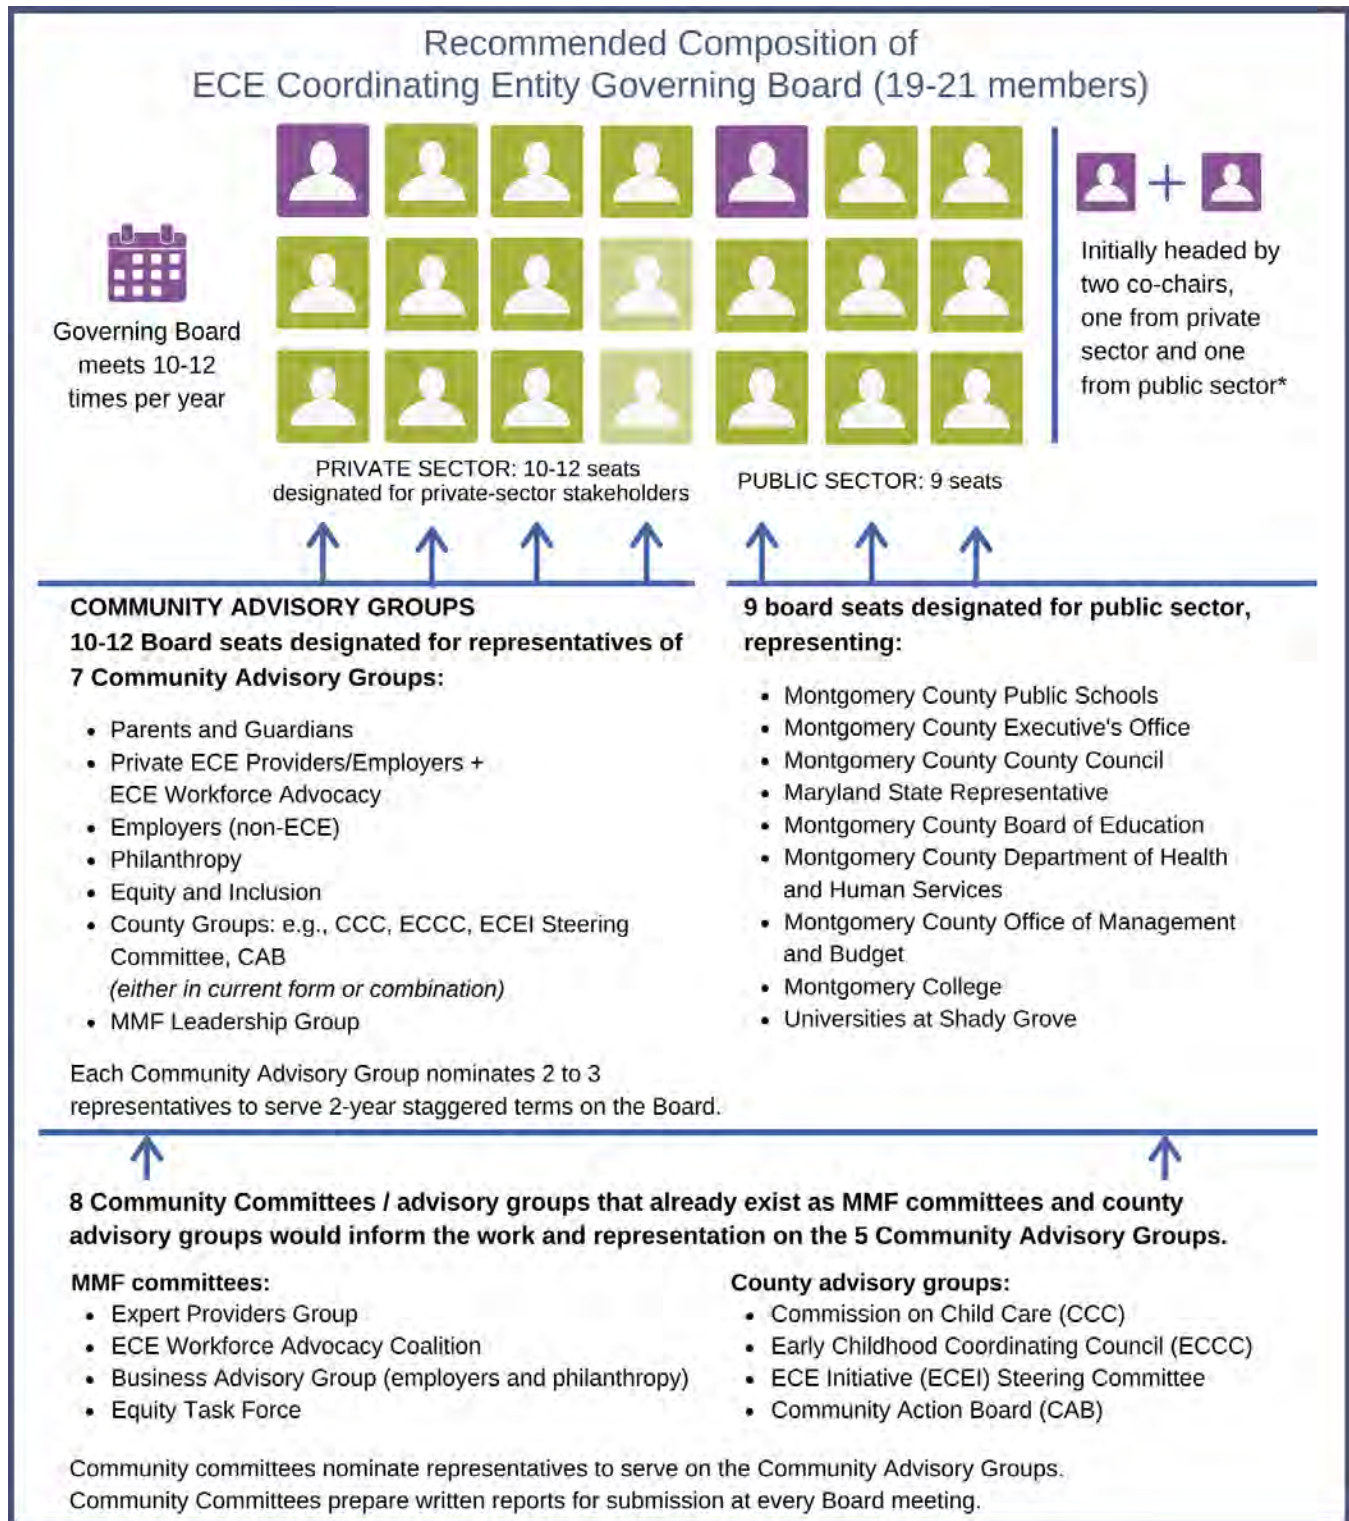 Recommended Composition of
ECE Coordinating Entity Governing Board (19-21 members)
Governing Board
meets 10-12
times per year
Initially headed by
two co-chairs,
one from private
sector and one
from public sector*
PRIVATE SECTOR: 10-12 seats
designated for private-sector stakeholders
PUBLIC SECTOR: 9 seats
COMMUNITY ADVISORY GROUPS
10-12 Board seats designated for representatives of
7 Community Advisory Groups:
• Parents and Guardians
• Private ECE Providers/Employers +
ECE Workforce Advocacy
• Employers (non-ECE)
• Philanthropy
• Equity and Inclusion
• County Groups: e.g., CCC, ECCC, ECEI Steering
Committee, CAB
(either in current form or combination)
• MMF Leadership Group
Each Community Advisory Group nominates 2 to 3
representatives to serve 2-year staggered terms on the Board.
9 board seats designated for public sector,
representing:
• Montgomery County Public Schools
• Montgomery County Executive's Office
• Montgomery County County Council
• Maryland State Representative
• Montgomery County Board of Education
• Montgomery County Department of Health
and Human Services
• Montgomery County Office of Management
and Budget
• Montgomery College
• Universities at Shady Grove
8 Community Committees / advisory groups that already exist as MMF committees and county
advisory groups would inform the work and representation on the 5 Community Advisory Groups.
MMF committees:
• Expert Providers Group
• ECE Workforce Advocacy Coalition
• Business Advisory Group (employers and philanthropy)
• Equity Task Force
County advisory groups:
• Commission on Child Care (CCC)
• Early Childhood Coordinating Council (ECCC)
• ECE Initiative (ECEI) Steering Committee
• Community Action Board (CAB)
Community committees nominate representatives to serve on the Community Advisory Groups.
Community Committees prepare written reports for submission at every Board meeting.